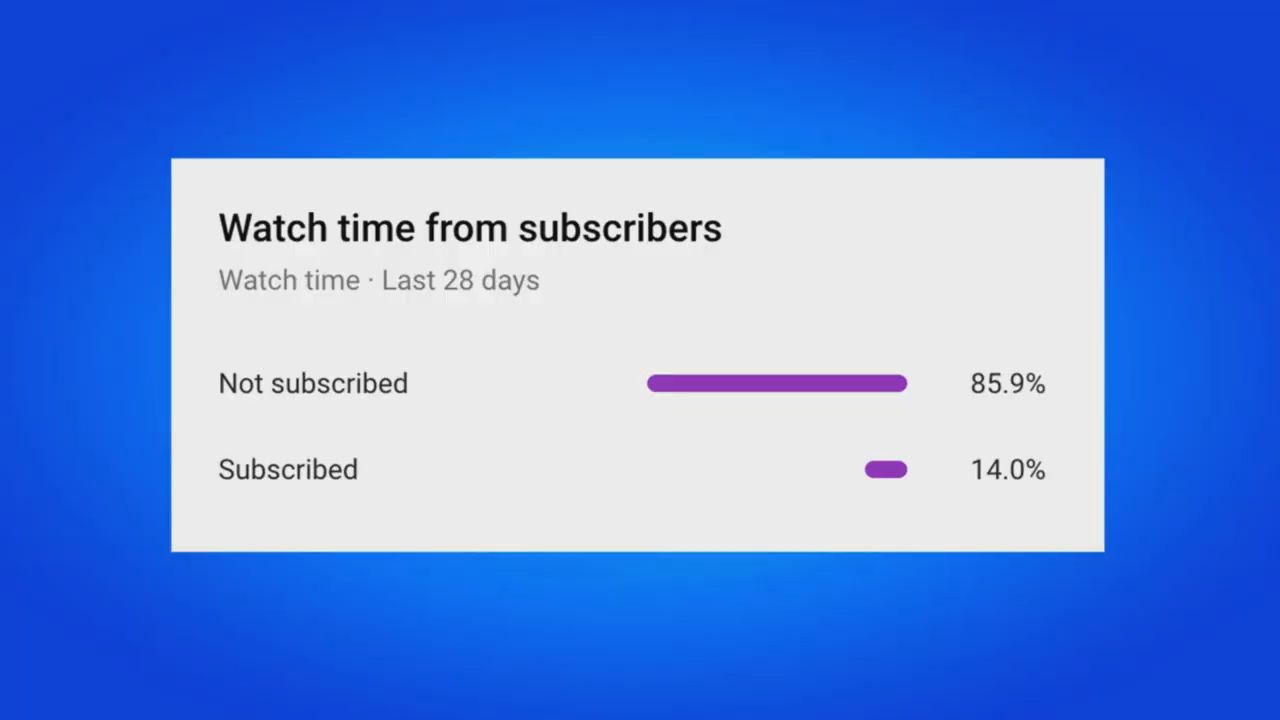 Watch time from subscribers
Watch time · Last 28 days
Not subscribed 85.9%
Subscribed 14.0%